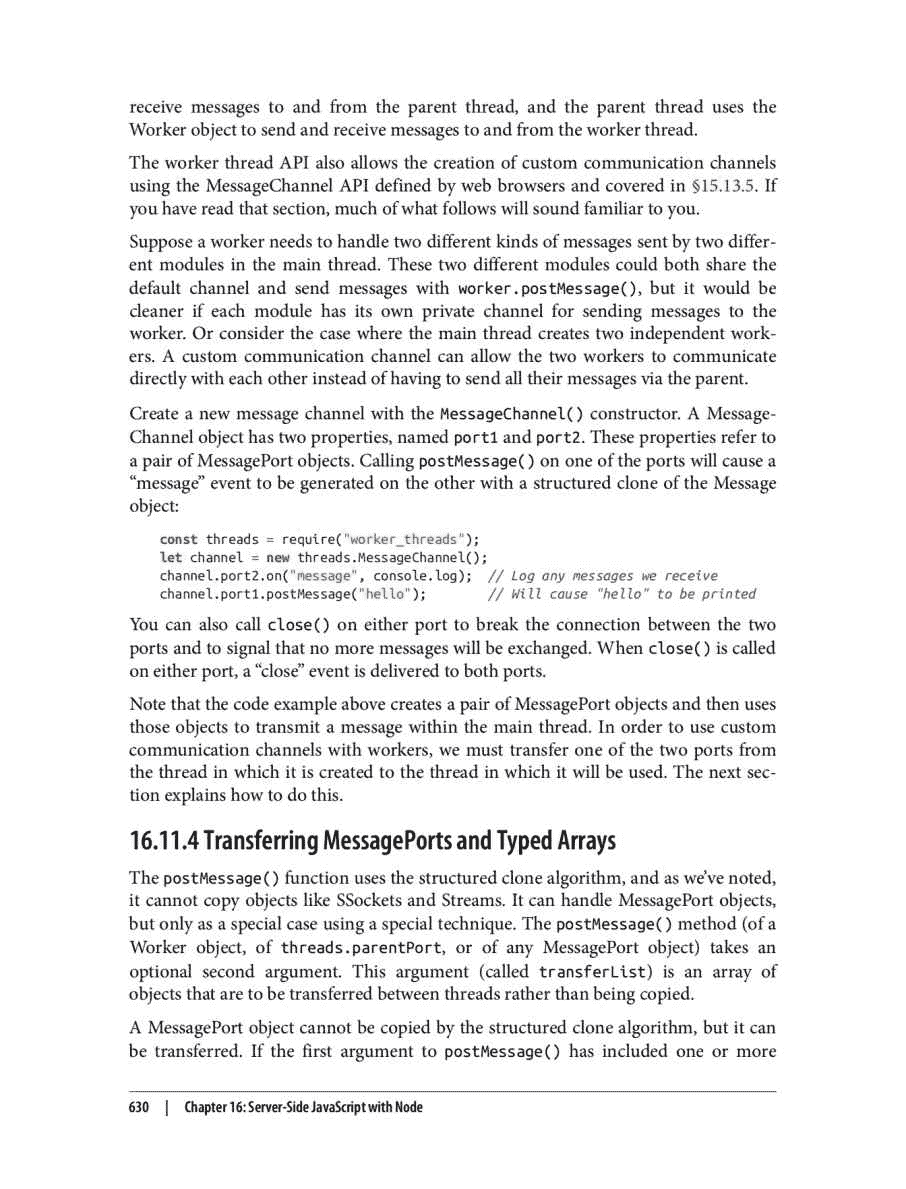 receive messages to and from the parent thread, and the parent thread uses the
Worker object to send and receive messages to and from the worker thread.
The worker thread API also allows the creation of custom communication channels
using the MessageChannel API defined by web browsers and covered in §15.13.5. If
you have read that section, much of what follows will sound familiar to you.
Suppose a worker needs to handle two different kinds of messages sent by two differ-
ent modules in the main thread. These two different modules could both share the
default channel and send messages with worker.postMessage(), but it would be
cleaner if each module has its own private channel for sending messages to the
worker. Or consider the case where the main thread creates two independent work-
ers. A custom communication channel can allow the two workers to communicate
directly with each other instead of having to send all their messages via the parent.
Create a new message channel with the MessageChannel() constructor. A Message-
Channel object has two properties, named port1 and port2. These properties refer to
a pair of MessagePort objects. Calling postMessage() on one of the ports will cause a
“message” event to be generated on the other with a structured clone of the Message
object:
const threads = require("worker_threads");
let channel = new threads.MessageChannel();
channel.port2.on("message", console.log);  // Log any messages we receive
channel.port1.postMessage("hello");        // Will cause "hello" to be printed
You can also call close() on either port to break the connection between the two
ports and to signal that no more messages will be exchanged. When close() is called
on either port, a “close” event is delivered to both ports.
Note that the code example above creates a pair of MessagePort objects and then uses
those objects to transmit a message within the main thread. In order to use custom
communication channels with workers, we must transfer one of the two ports from
the thread in which it is created to the thread in which it will be used. The next sec-
tion explains how to do this.
16.11.4 Transferring MessagePorts and Typed Arrays
The postMessage() function uses the structured clone algorithm, and as we’ve noted,
it cannot copy objects like SSockets and Streams. It can handle MessagePort objects,
but only as a special case using a special technique. The postMessage() method (of a
Worker object, of threads.parentPort, or of any MessagePort object) takes an
optional second argument. This argument (called transferList) is an array of
objects that are to be transferred between threads rather than being copied.
A MessagePort object cannot be copied by the structured clone algorithm, but it can
be transferred. If the first argument to postMessage() has included one or more
630 | Chapter 16: Server-Side JavaScript with Node